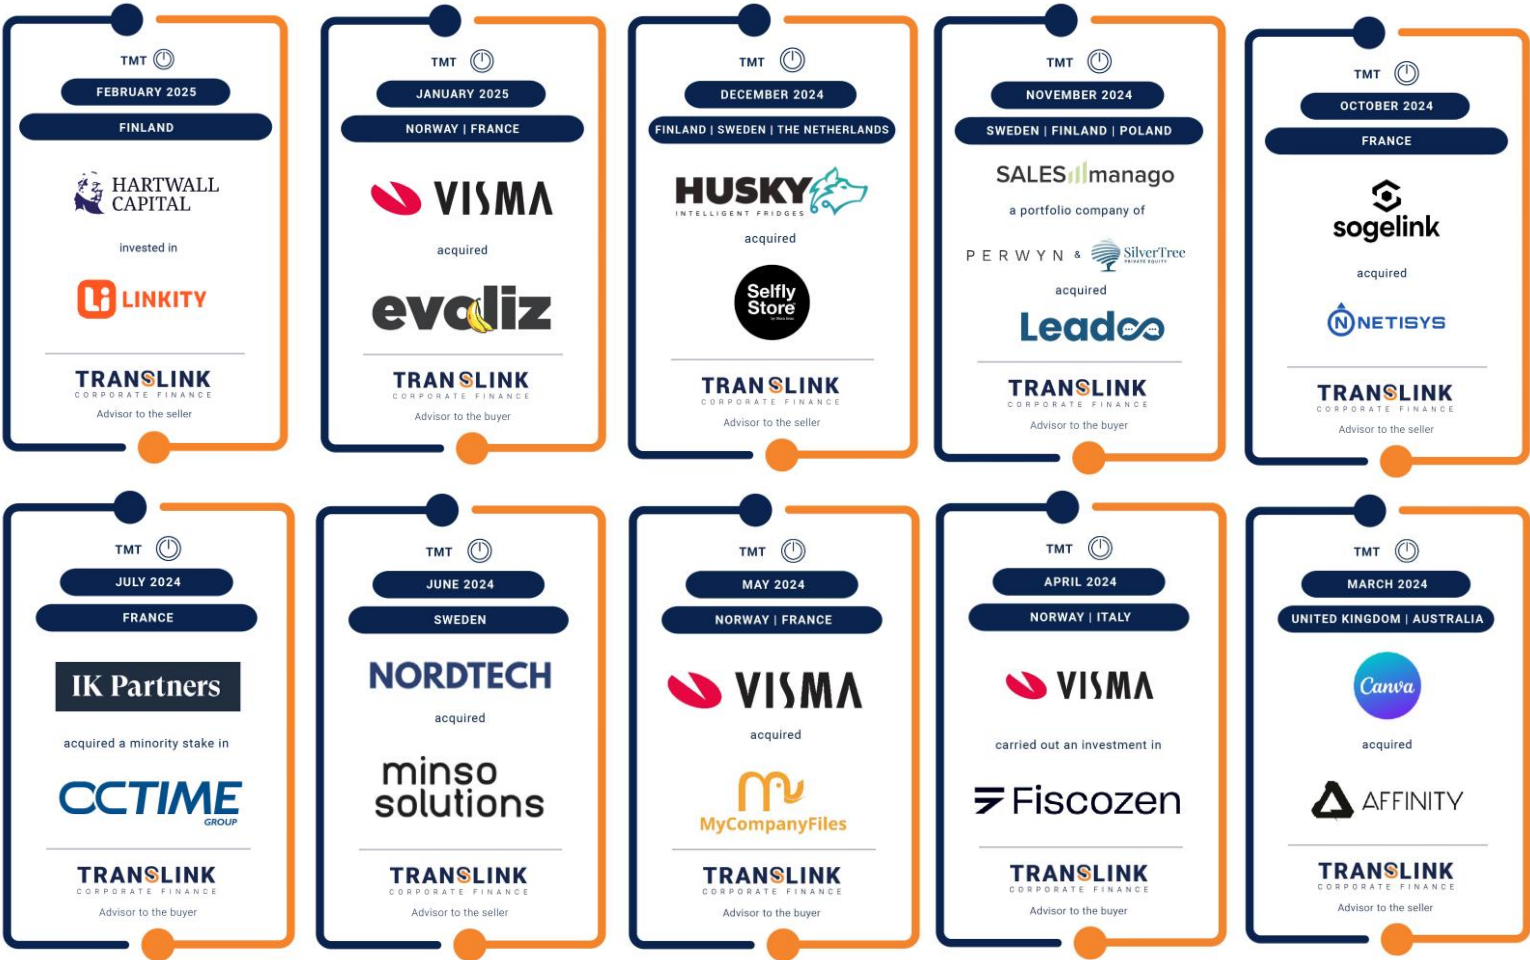 TMT
FEBRUARY 2025
FINLAND
HARTWALL
CAPITAL
invested in
Li LINKITY
TRANSLINK
CORPORATE FINANCE
Advisor to the seller
TMT
JANUARY 2025
NORWAY | FRANCE
VISMA
acquired
evoliz
TRANSLINK
CORPORATE FINANCE
Advisor to the buyer
TMT
DECEMBER 2024
FINLAND | SWEDEN | THE NETHERLANDS
HUSKY
INTELLIGENT FRIDGES
acquired
Selfly
Store
TRANSLINK
CORPORATE FINANCE
Advisor to the seller
TMT
NOVEMBER 2024
SWEDEN | FINLAND | POLAND
SALESmanago
a portfolio company of
PERWYN & SilverTree
PRIVATE EQUITY
acquired
Leadoo
TRANSLINK
CORPORATE FINANCE
Advisor to the buyer
TMT
OCTOBER 2024
FRANCE
sogelink
acquired
N NETISYS
TRANSLINK
CORPORATE FINANCE
Advisor to the seller
TMT
JULY 2024
FRANCE
IK Partners
acquired a minority stake in
OCTIME
GROUP
TRANSLINK
CORPORATE FINANCE
Advisor to the buyer
TMT
JUNE 2024
SWEDEN
NORDTECH
acquired
minso
solutions
TRANSLINK
CORPORATE FINANCE
Advisor to the seller
TMT
MAY 2024
NORWAY | FRANCE
VISMA
acquired
MyCompanyFiles
TRANSLINK
CORPORATE FINANCE
Advisor to the buyer
TMT
APRIL 2024
NORWAY | ITALY
VISMA
carried out an investment in
Fiscozen
TRANSLINK
CORPORATE FINANCE
Advisor to the buyer
TMT
MARCH 2024
UNITED KINGDOM | AUSTRALIA
Canva
acquired
AFFINITY
TRANSLINK
CORPORATE FINANCE
Advisor to the seller